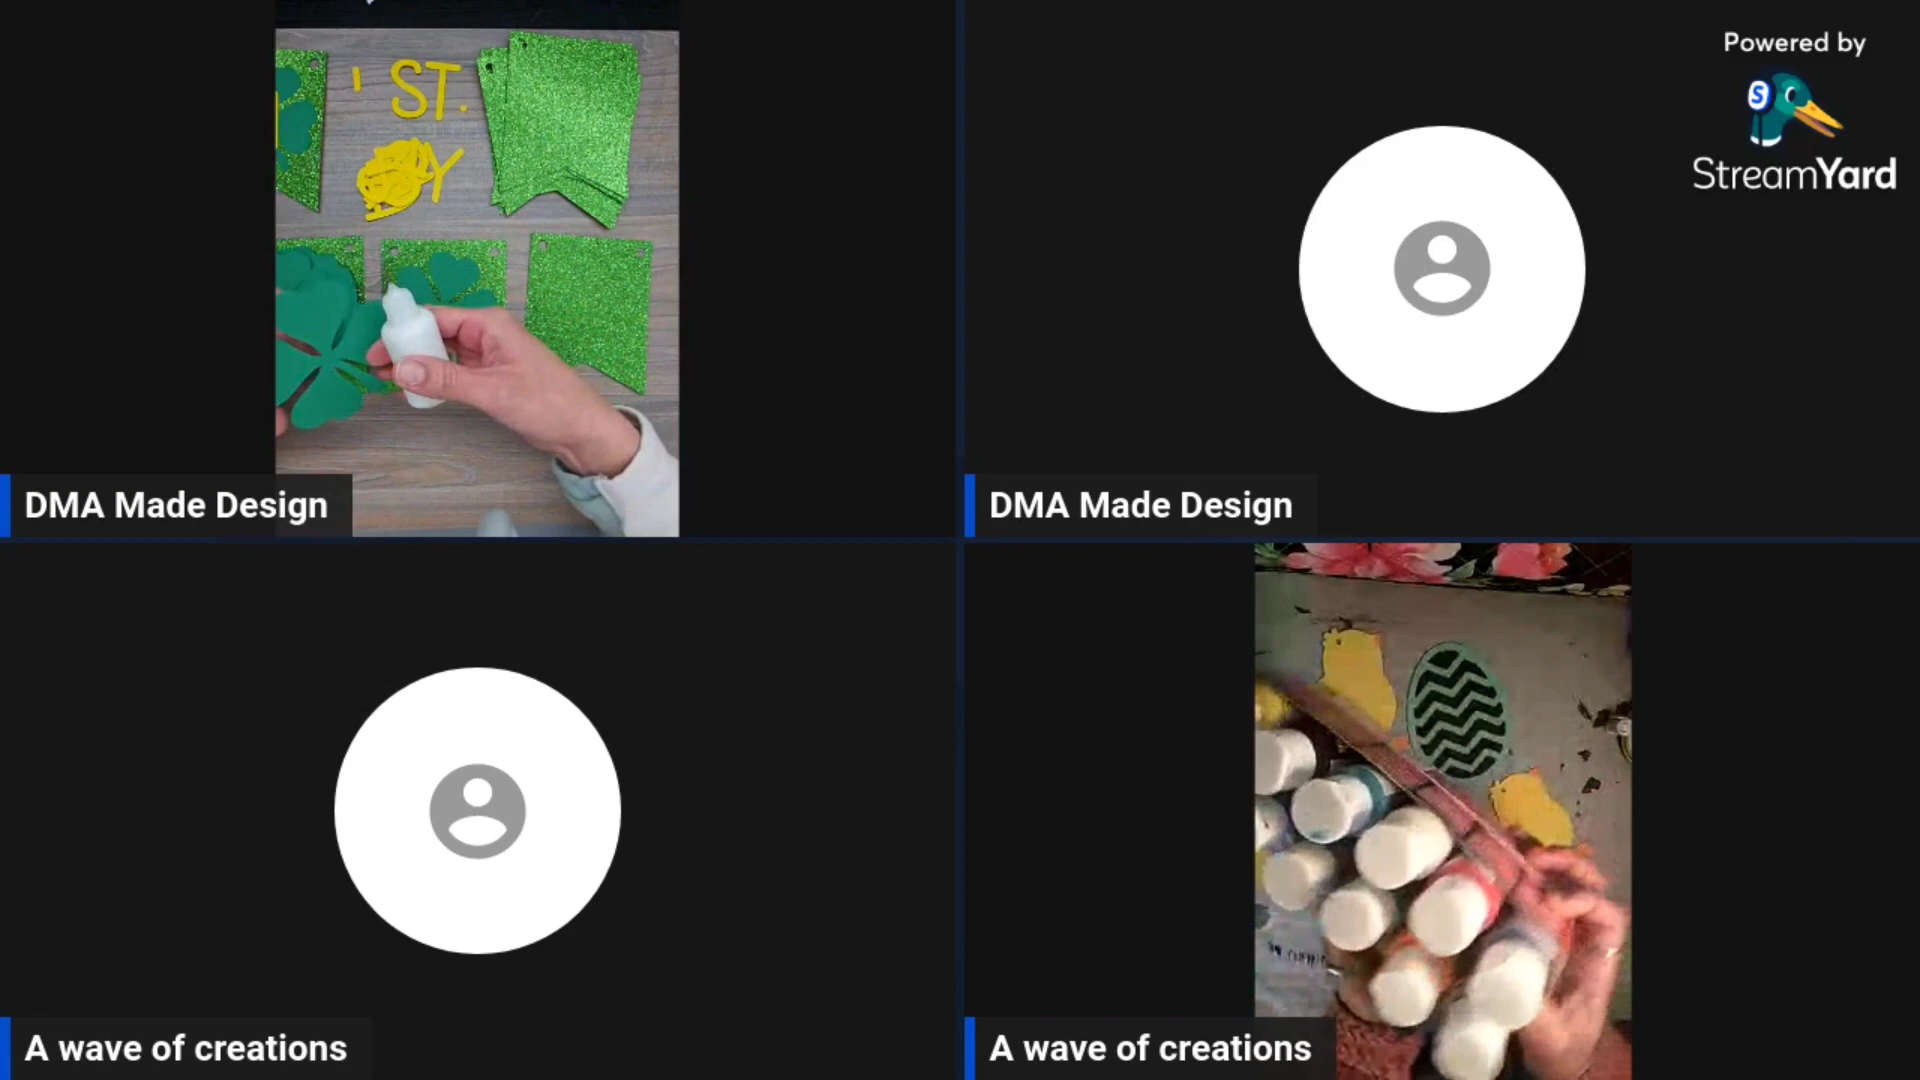 ' ST.
Y
DMA Made Design
Powered by
S
StreamYard
DMA Made Design
A wave of creations
A wave of creations